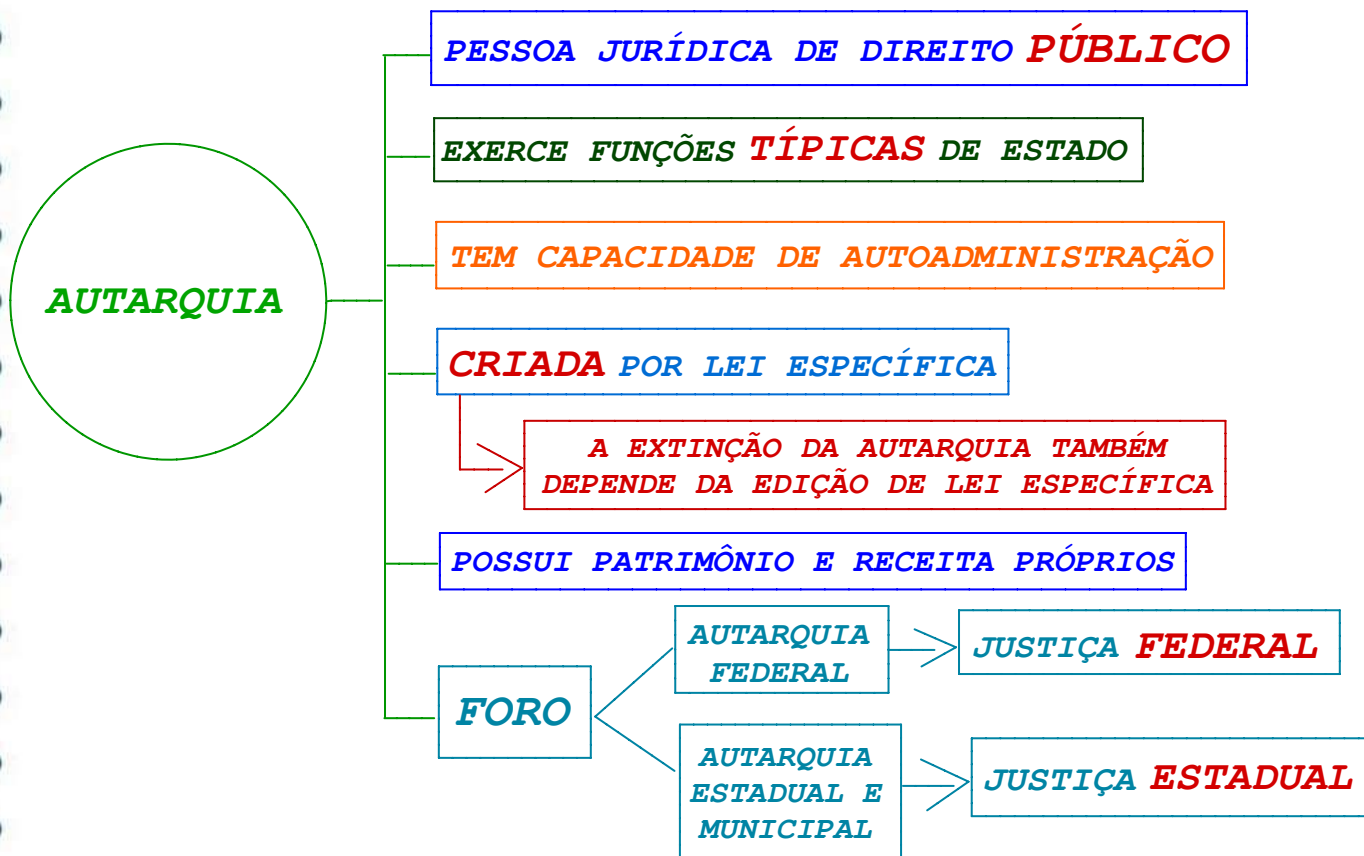 PESSOA JURÍDICA DE DIREITO PÚBLICO
EXERCE FUNÇÕES TÍPICAS DE ESTADO
TEM CAPACIDADE DE AUTOADMINISTRAÇÃO
AUTARQUIA
CRIADA POR LEI ESPECÍFICA
A EXTINÇÃO DA AUTARQUIA TAMBÉM
DEPENDE DA EDIÇÃO DE LEI ESPECÍFICA
POSSUI PATRIMÔNIO E RECEITA PRÓPRIOS
FORO
AUTARQUIA
FEDERAL
JUSTIÇA FEDERAL
AUTARQUIA
ESTADUAL E
MUNICIPAL
JUSTIÇA ESTADUAL